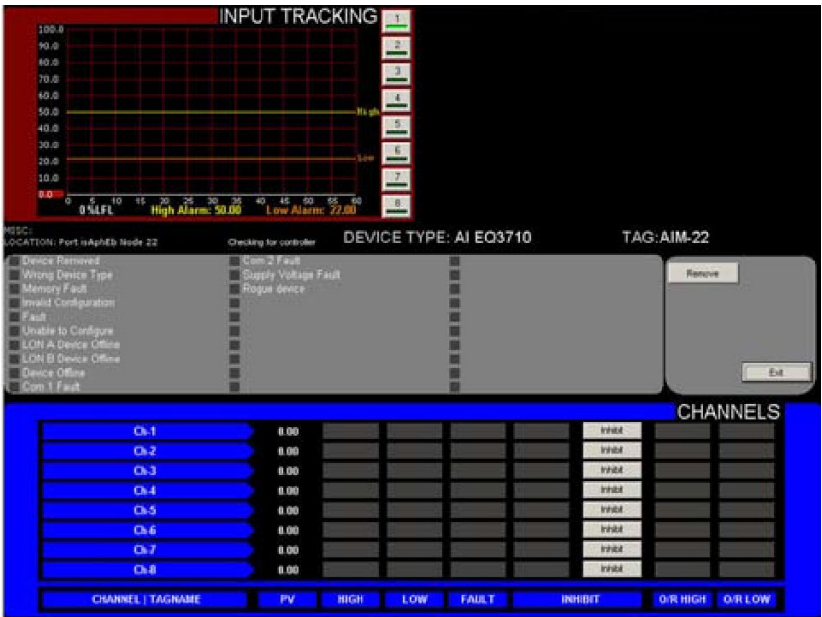 INPUT TRACKING
100.0
90.0
80.0
70.0
60.0
50.0
40.0
30.0
20.0
10.0
0.0
High
Low
0 5 10 15 20 25 30 35 40 45 50 55 60
0 %LFL High Alarm: 50.00 Low Alarm: 22.00
1
2
3
4
5
6
7
8
MISC:
LOCATION: Port isAphEb Node 22 Checking for controller DEVICE TYPE: AI EQ3710 TAG:AIM-22
Device Removed Com 2 Fault
Wrong Device Type Supply Voltage Fault
Memory Fault Rogue device
Invalid Configuration
Fault
Unable to Configure
LON A Device Offline
LON B Device Offline
Device Offline
Com 1 Fault
Remove
Exit
CHANNELS
Ch-1 0.00 Inhibit
Ch-2 0.00 Inhibit
Ch-3 0.00 Inhibit
Ch-4 0.00 Inhibit
Ch-5 0.00 Inhibit
Ch-6 0.00 Inhibit
Ch-7 0.00 Inhibit
Ch-8 0.00 Inhibit
CHANNEL | TAGNAME PV HIGH LOW FAULT INHIBIT O/R HIGH O/R LOW